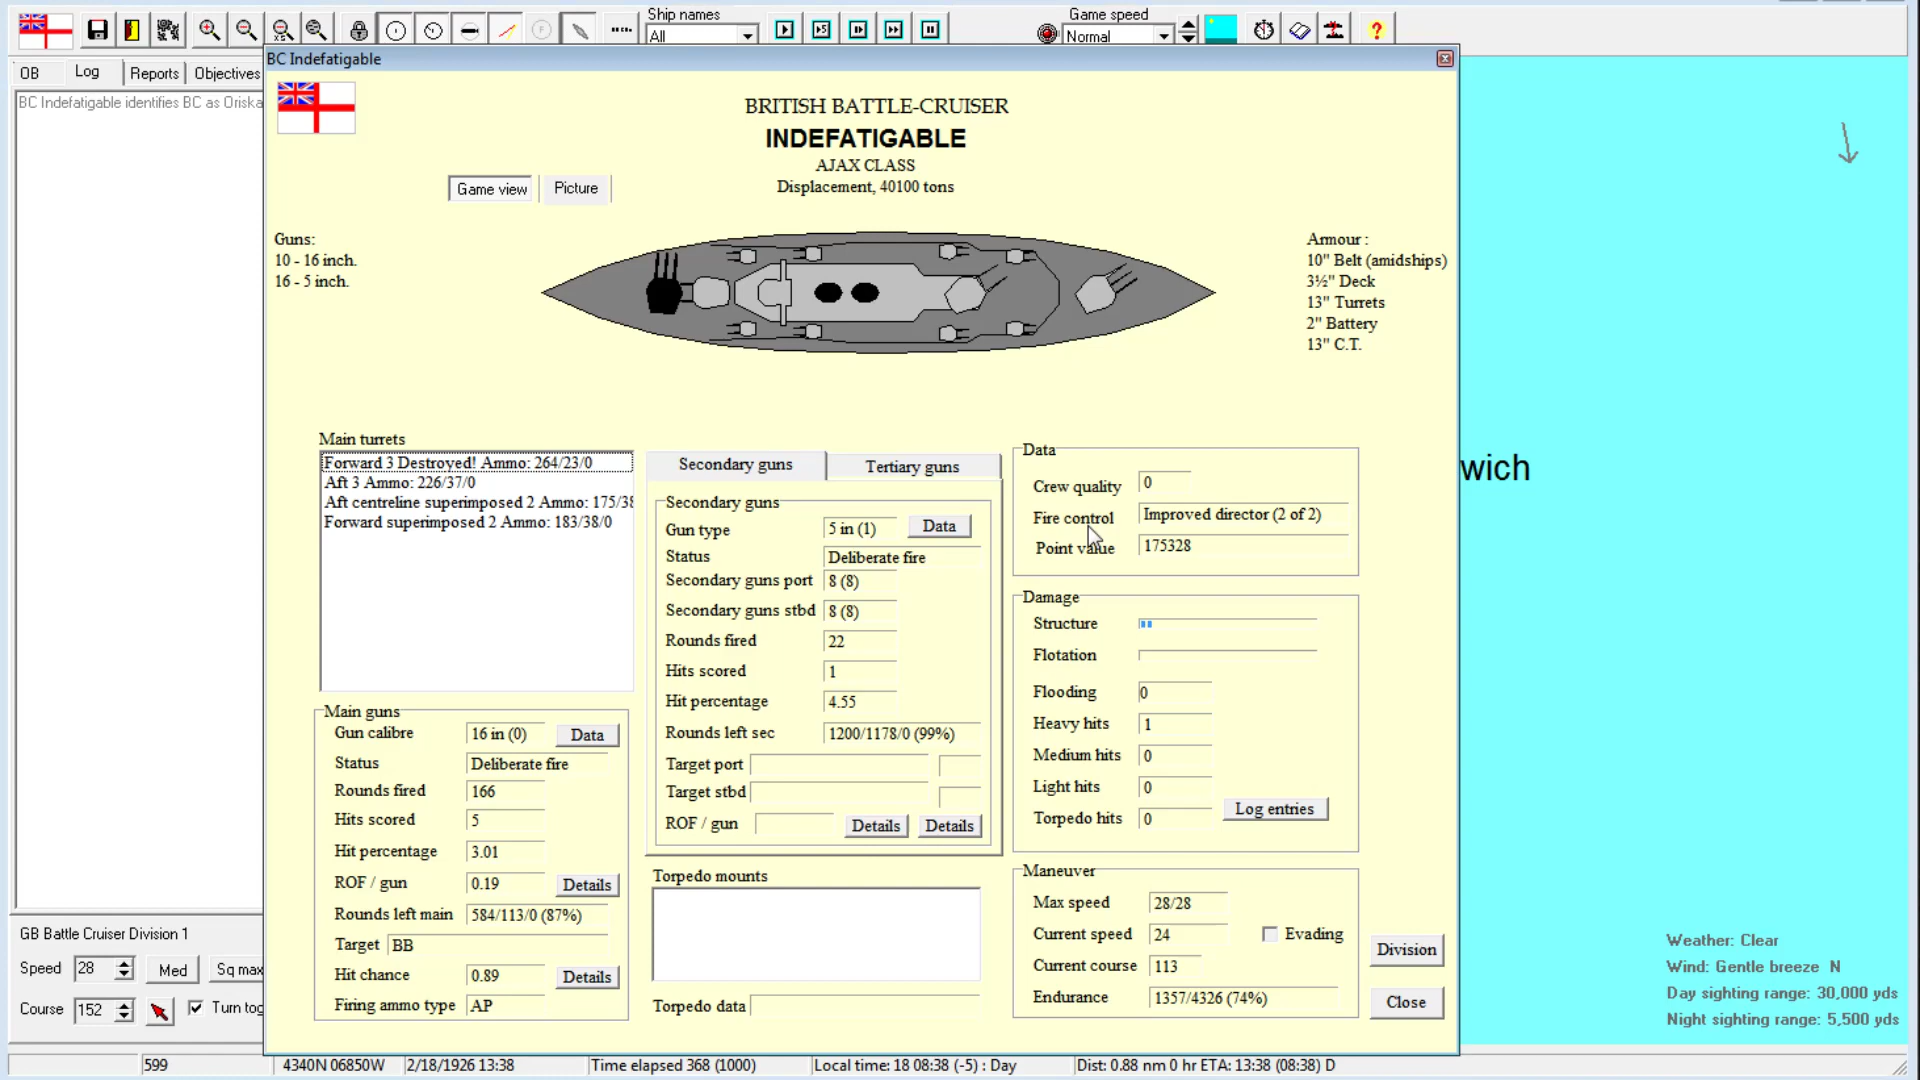 Ship names
All
Game speed
Normal
OB
Log
Reports
Objectives
BC Indefatigable identifies BC as Oriska
BC Indefatigable
BRITISH BATTLE-CRUISER
INDEFATIGABLE
AJAX CLASS
Displacement, 40100 tons
Game view
Picture
Guns:
10 - 16 inch.
16 - 5 inch.
Armour :
10" Belt (amidships)
3½" Deck
13" Turrets
2" Battery
13" C.T.
Main turrets
Forward 3 Destroyed! Ammo: 264/23/0
Aft 3 Ammo: 226/37/0
Aft centreline superimposed 2 Ammo: 175/38
Forward superimposed 2 Ammo: 183/38/0
Main guns
Gun calibre 16 in (0) Data
Status Deliberate fire
Rounds fired 166
Hits scored 5
Hit percentage 3.01
ROF / gun 0.19 Details
Rounds left main 584/113/0 (87%)
Target BB
Hit chance 0.89 Details
Firing ammo type AP
Secondary guns
Tertiary guns
Secondary guns
Gun type 5 in (1) Data
Status Deliberate fire
Secondary guns port 8 (8)
Secondary guns stbd 8 (8)
Rounds fired 22
Hits scored 1
Hit percentage 4.55
Rounds left sec 1200/1178/0 (99%)
Target port
Target stbd
ROF / gun Details Details
Torpedo mounts
Torpedo data
Data
Crew quality 0
Fire control Improved director (2 of 2)
Point value 175328
Damage
Structure
Flotation
Flooding 0
Heavy hits 1
Medium hits 0
Light hits 0
Torpedo hits 0
Log entries
Maneuver
Max speed 28/28
Current speed 24
Evading
Current course 113
Endurance 1357/4326 (74%)
Division
Close
wich
GB Battle Cruiser Division 1
Speed 28 Med Sq max
Course 152 Turn tog
Weather: Clear
Wind: Gentle breeze N
Day sighting range: 30,000 yds
Night sighting range: 5,500 yds
599
4340N 06850W
2/18/1926 13:38
Time elapsed 368 (1000)
Local time: 18 08:38 (-5) : Day
Dist: 0.88 nm 0 hr ETA: 13:38 (08:38) D